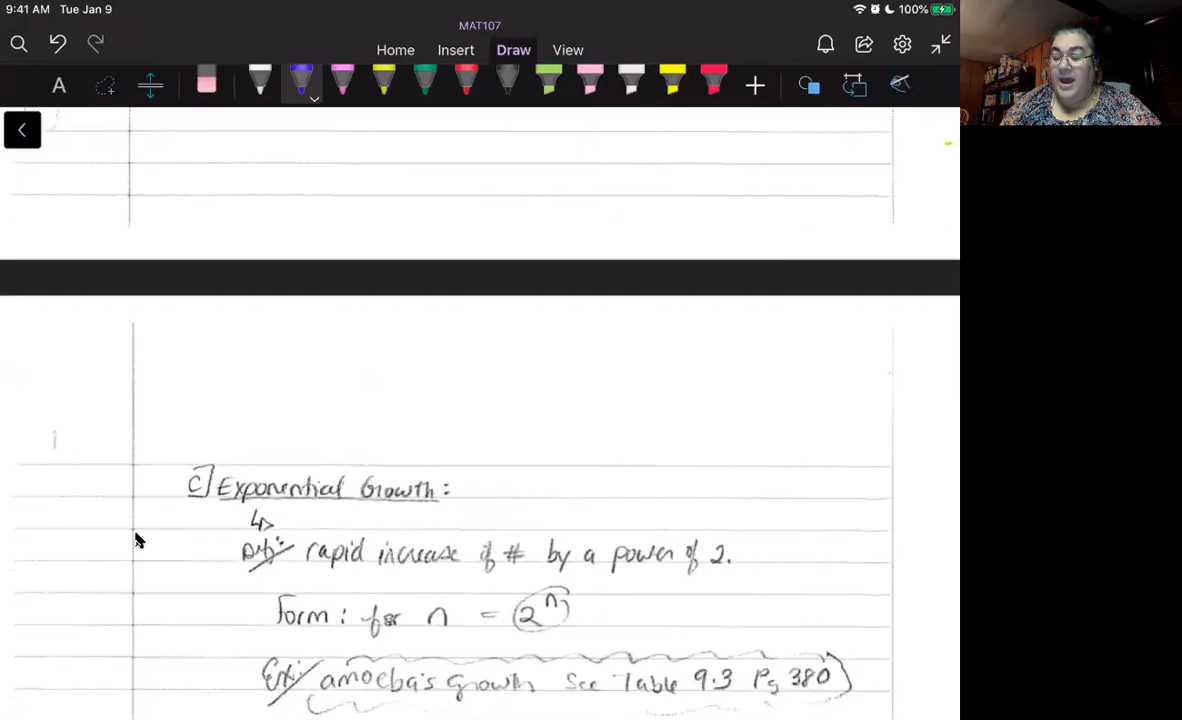 9:41 AM Tue Jan 9
100%
MAT107
Home Insert Draw View
A
C] Exponential Growth:
Def: rapid increase of # by a power of 2.
Form: for n = 2^n
Ex: amoeba's growth See Table 9.3 Pg 380